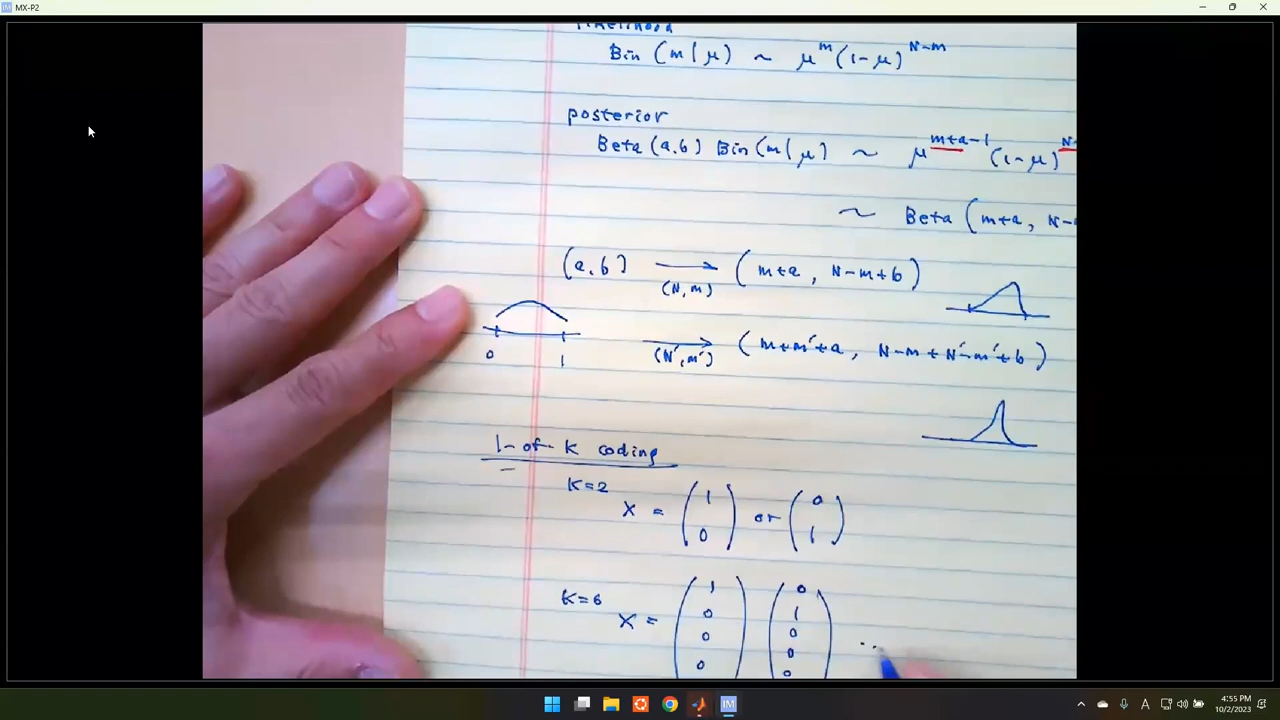 MX-P2
likelihood
Bin (m | μ) ~ μ^m (1-μ)^N-m
posterior
Beta (a, b) Bin (m | μ) ~ μ^m+a-1 (1-μ)^N-
~ Beta (m+a, N-
(a, b) → (m+a, N-m+b)
(N, m)
0 1
→ (m+m'+a, N-m+N'-m'+b)
(N', m')
1-of-K coding
K=2
X = (1 0) or (0 1)
K=6
X = (1 0 0 0 (0 1 0 0 0 ...
4:55 PM
10/2/2023